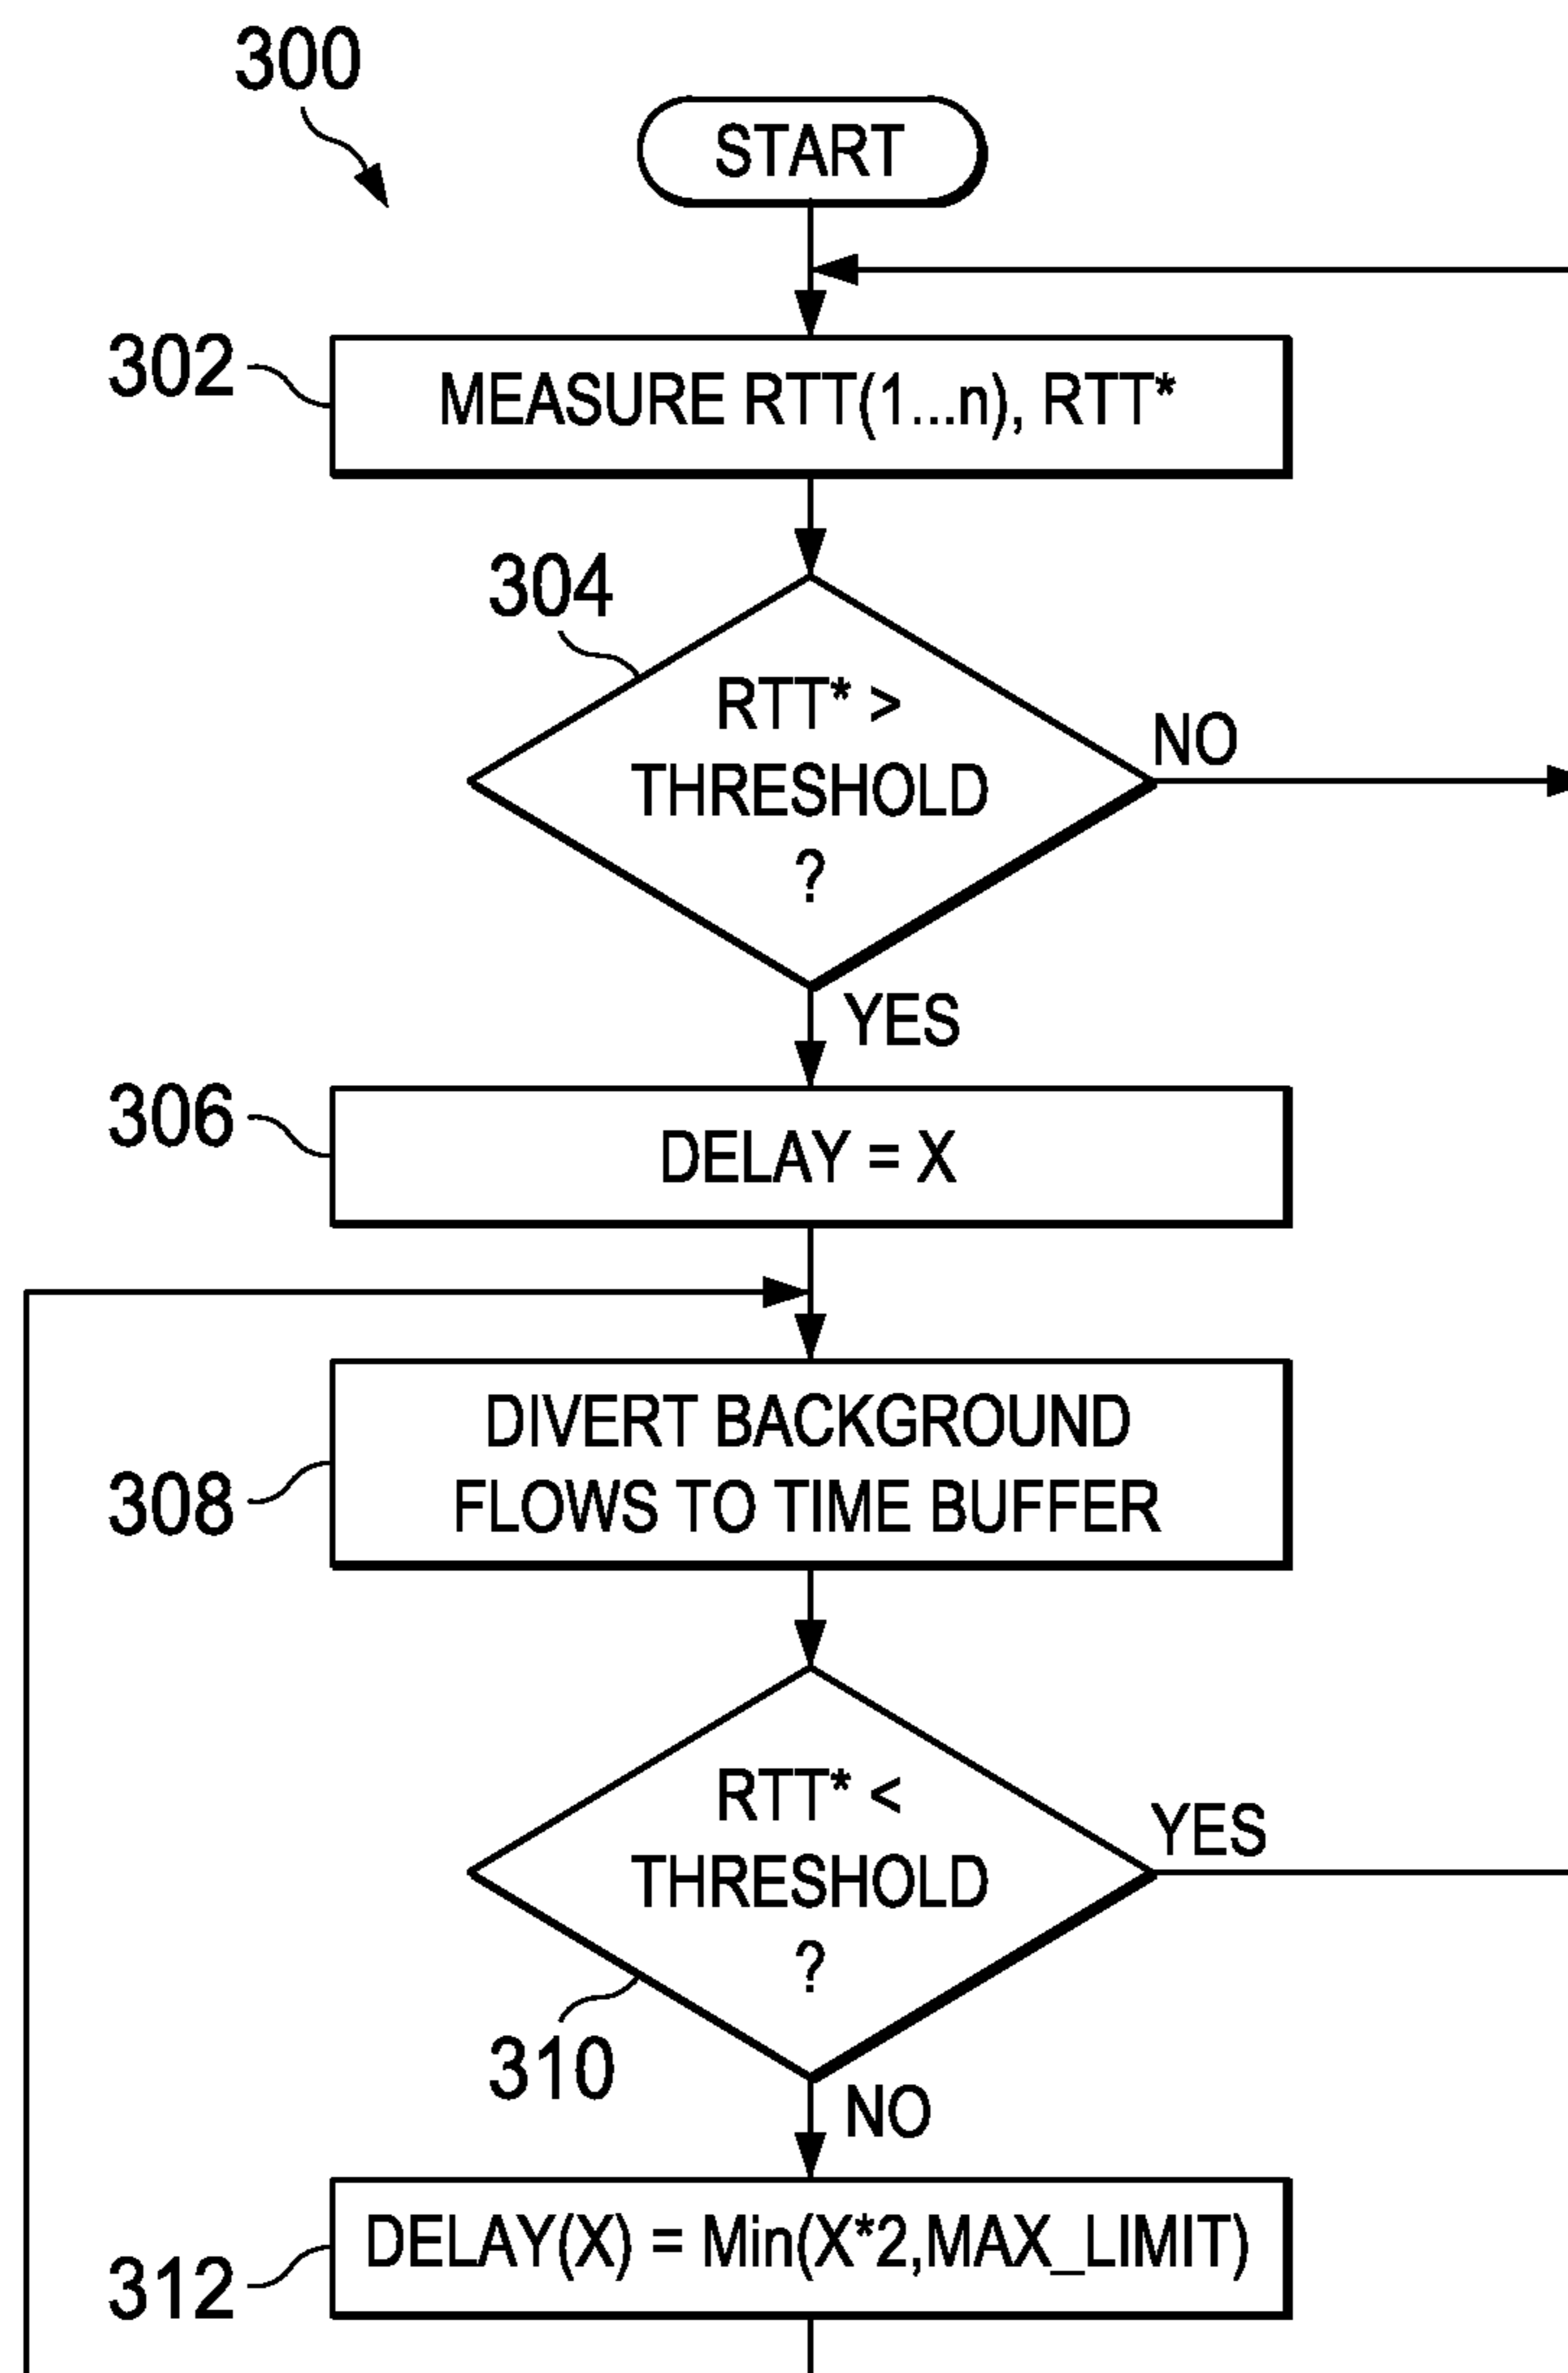 300
START
302
MEASURE RTT(1...n), RTT*
304
RTT* >
THRESHOLD
?
NO
YES
306
DELAY = X
308
DIVERT BACKGROUND
FLOWS TO TIME BUFFER
RTT* <
THRESHOLD
?
YES
310
NO
312
DELAY(X) = Min(X*2,MAX_LIMIT)